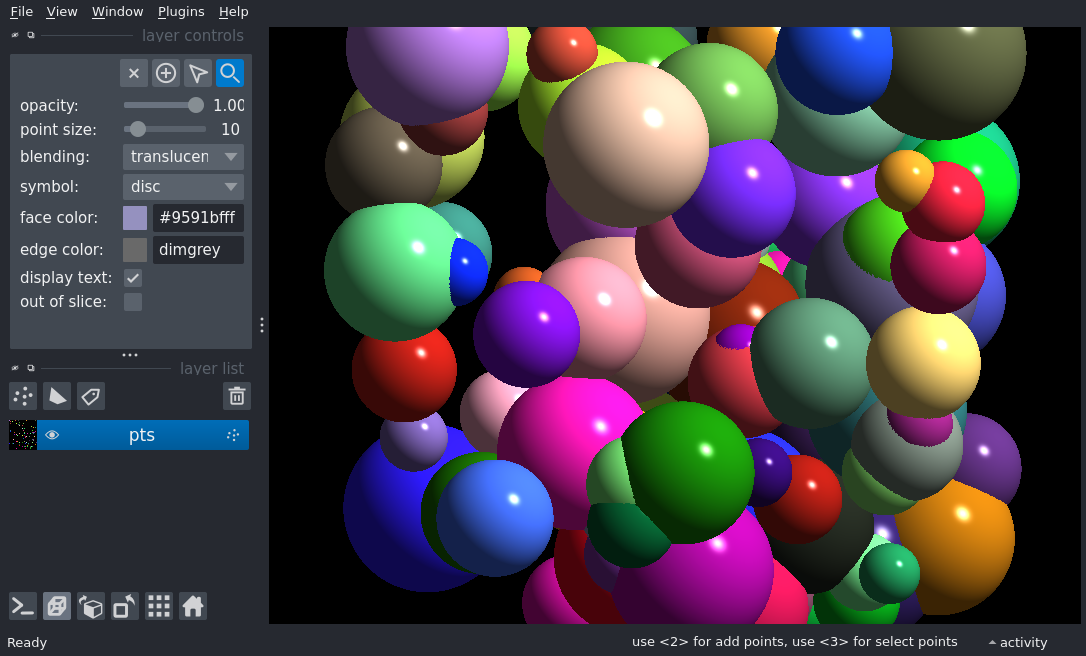 File View Window Plugins Help
layer controls
opacity: 1.00
point size: 10
blending: translucen
symbol: disc
face color: #9591bfff
edge color: dimgrey
display text:
out of slice:
layer list
pts
Ready
use <2> for add points, use <3> for select points
activity